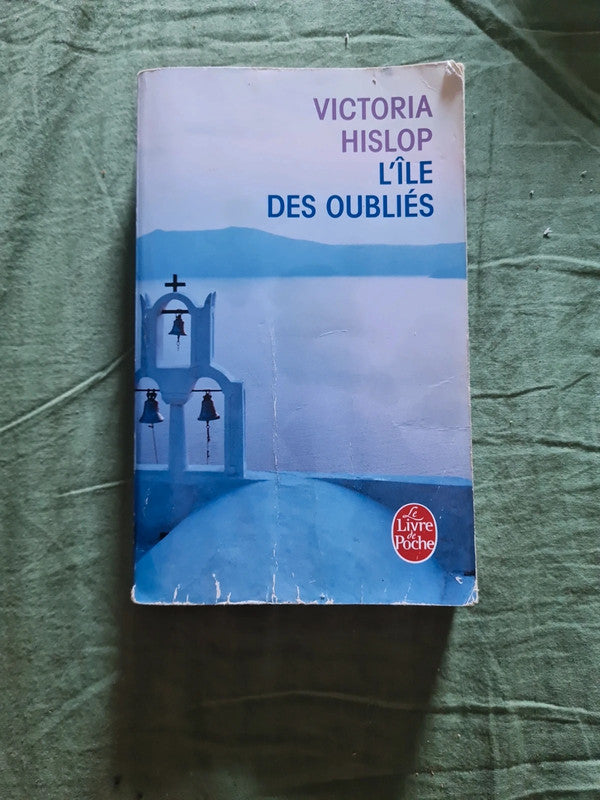 VICTORIA
HISLOP
L'ÎLE
DES OUBLIÉS
Le
Livre
de
Poche